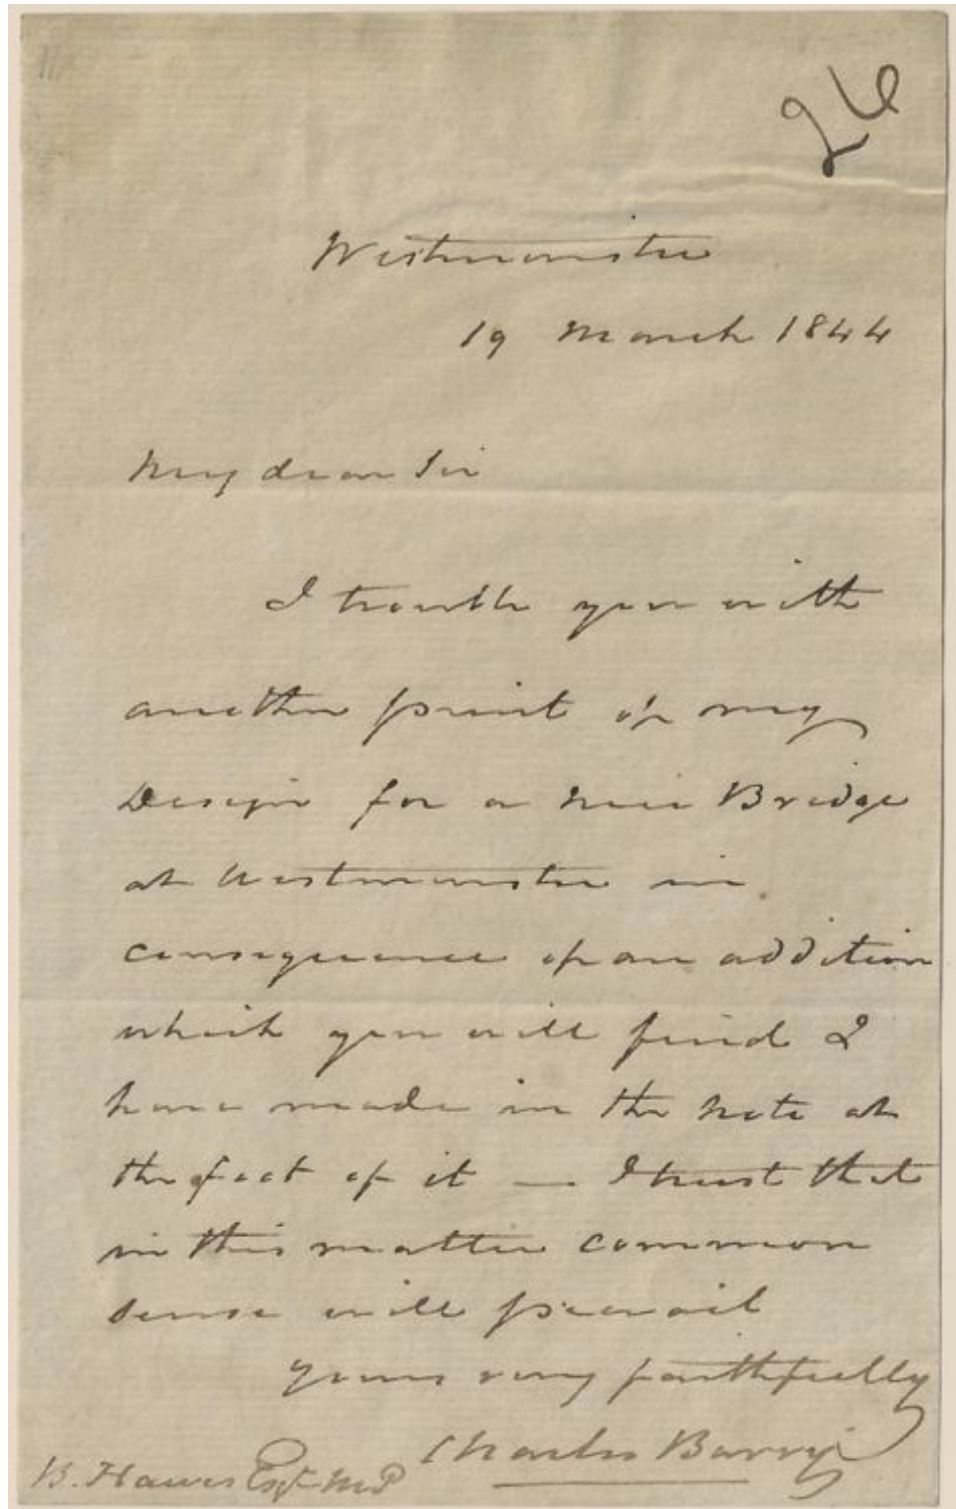 26
Westminster
19 March 1844
My dear Sir
I trouble you with
another print of my
Design for a new Bridge
at Westminster in
consequence of an addition
which you will find I
have made in the note at
the foot of it — I trust that
in this matter common
sense will prevail
yours very faithfully
Charles Barry
B. Hawes Esqr MP